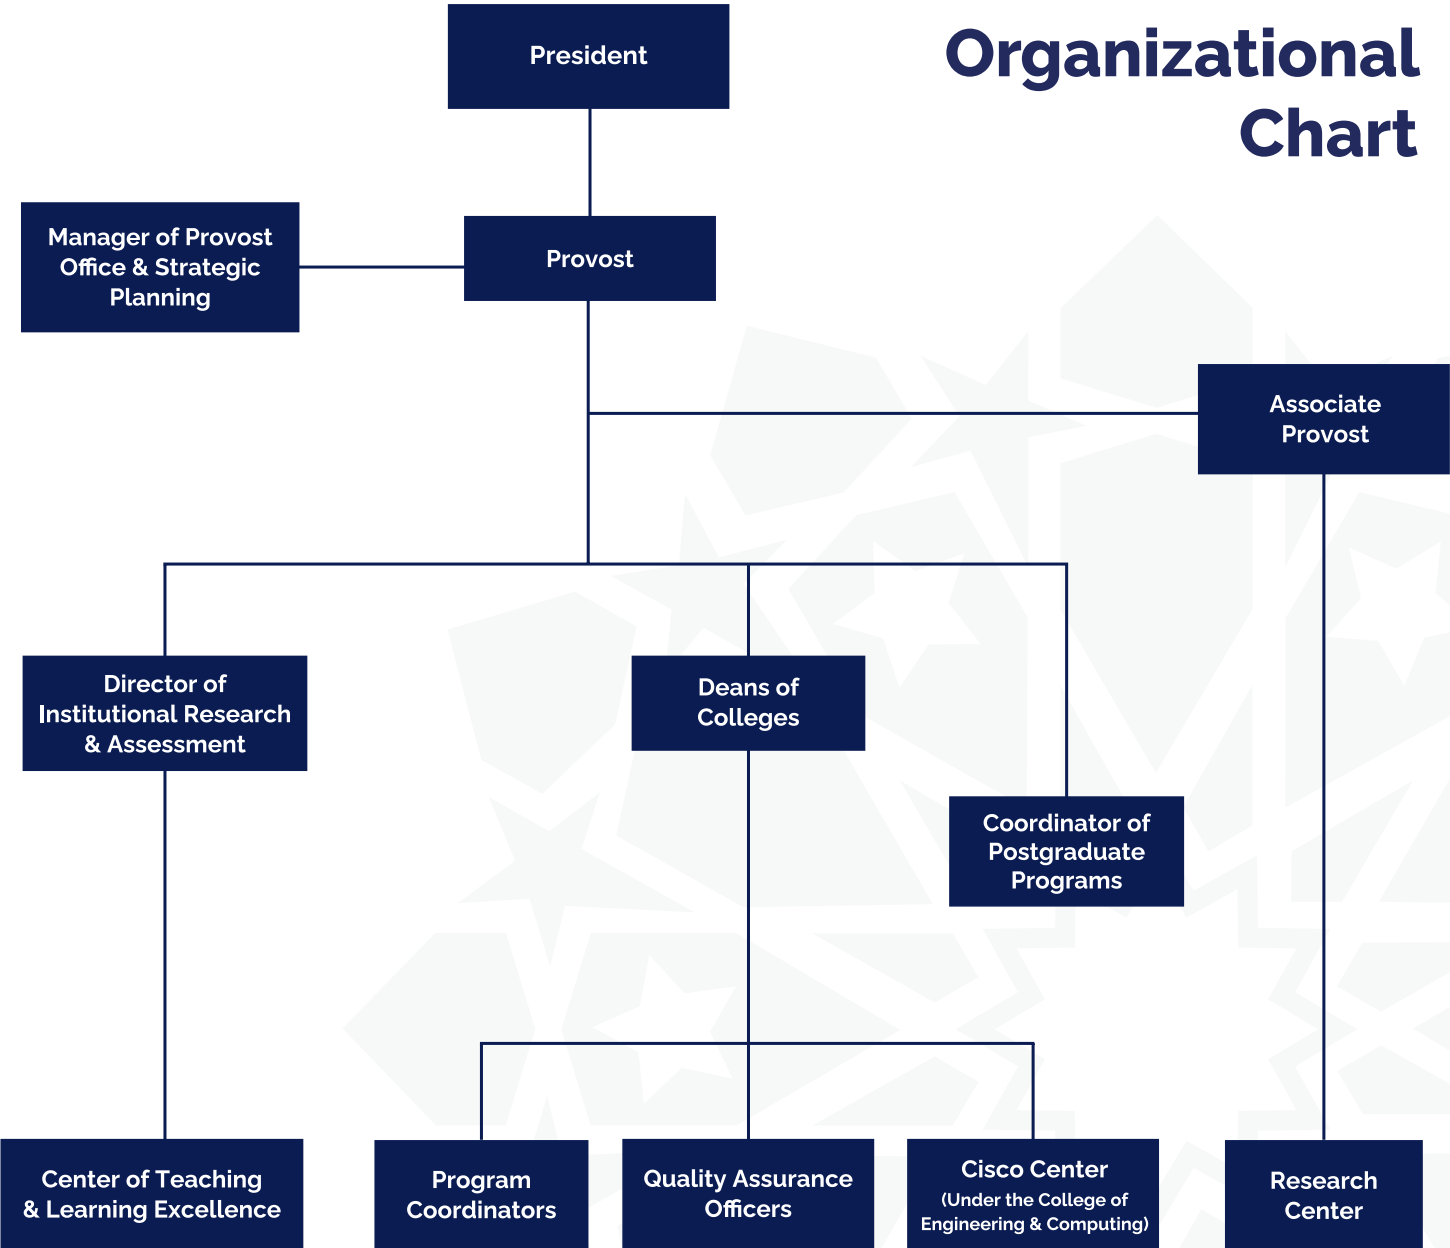 Organizational
Chart
President
Manager of Provost
Office & Strategic
Planning
Provost
Associate
Provost
Director of
Institutional Research
& Assessment
Deans of
Colleges
Coordinator of
Postgraduate
Programs
Center of Teaching
& Learning Excellence
Program
Coordinators
Quality Assurance
Officers
Cisco Center
(Under the College of
Engineering & Computing)
Research
Center